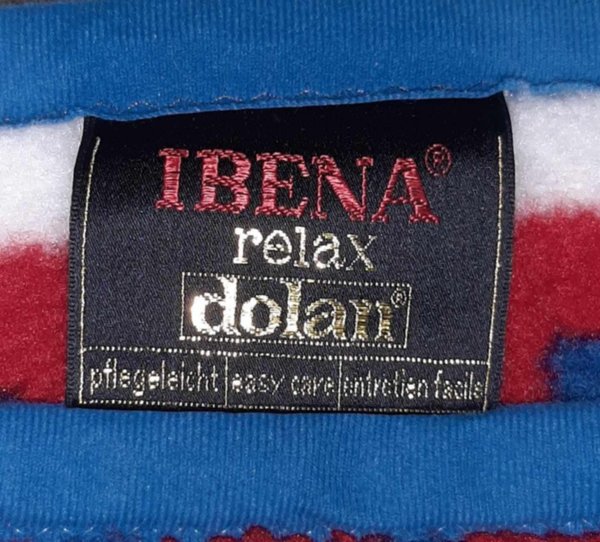 IBENA®
relax
dolan®
pflegeleicht easy care entretien facile